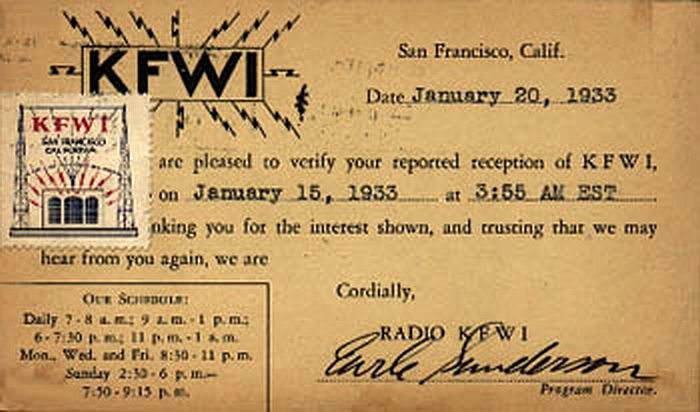 KFWI
San Francisco, Calif.
Date January 20, 1933
KFWI
SAN FRANCISCO
CALIFORNIA
are pleased to verify your reported reception of KFWI,
on January 15, 1933 at 3:55 AM EST
nking you for the interest shown, and trusting that we may
hear from you again, we are
Cordially,
RADIO KFWI
Earle Sanderson
Program Director.
OUR SCHEDULE:
Daily 7 - 8 a.m.; 9 a.m. - 1 p.m.;
6 - 7:30 p.m.; 11 p.m. - 1 a.m.
Mon., Wed. and Fri. 8:30 - 11 p.m.
Sunday 2:30 - 6 p.m.—
7:50 - 9:15 p.m.